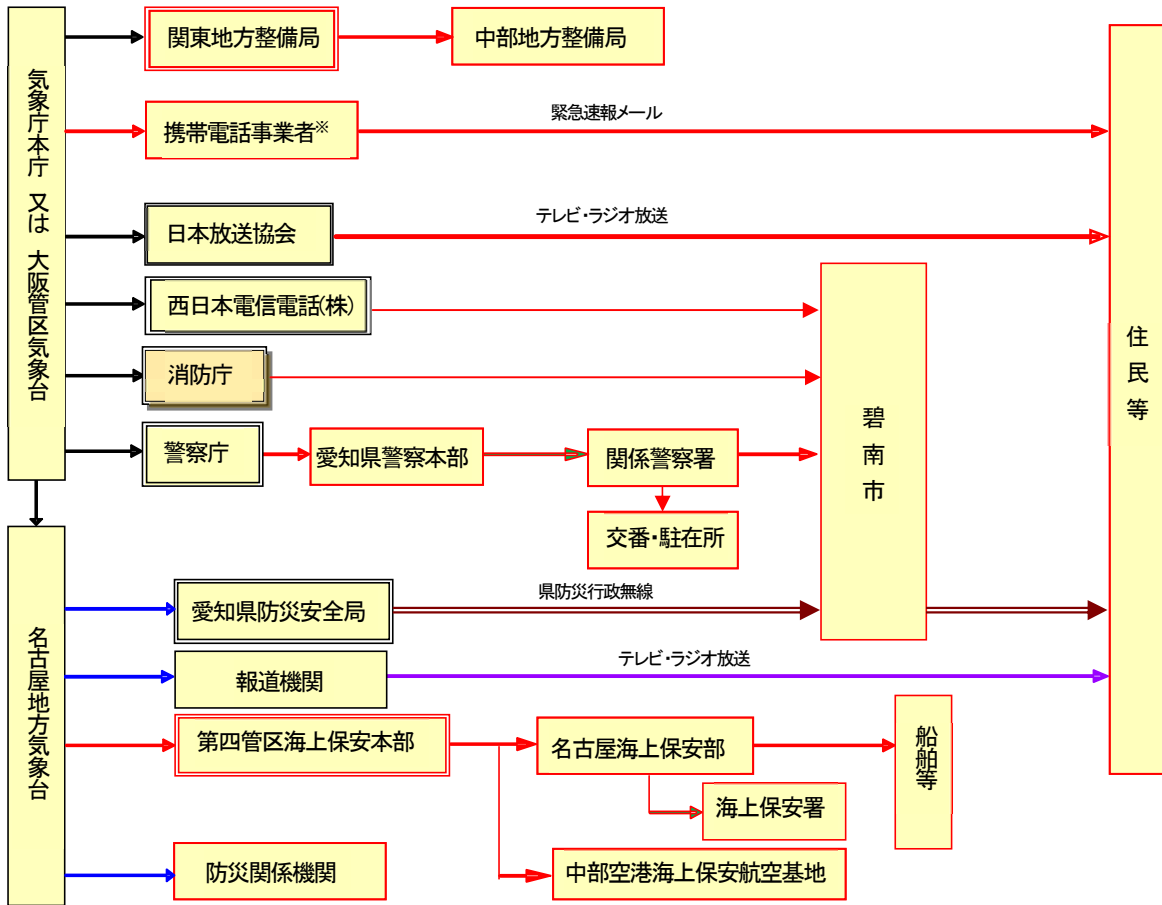 気象庁本庁 又は 大阪管区気象台
関東地方整備局
中部地方整備局
携帯電話事業者※
緊急速報メール
日本放送協会
テレビ・ラジオ放送
西日本電信電話(株)
消防庁
警察庁
愛知県警察本部
関係警察署
交番・駐在所
碧南市
住民等
名古屋地方気象台
愛知県防災安全局
県防災行政無線
報道機関
テレビ・ラジオ放送
第四管区海上保安本部
名古屋海上保安部
船舶等
海上保安署
中部空港海上保安航空基地
防災関係機関